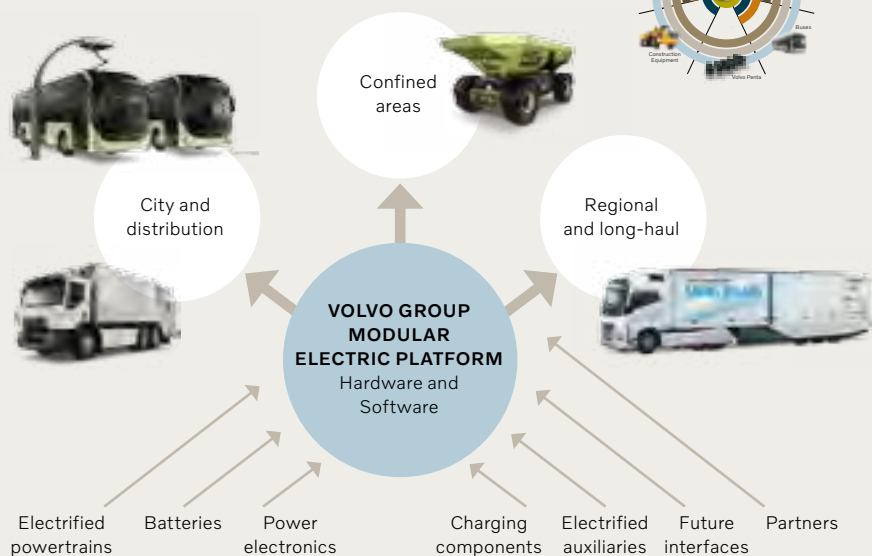 Buses
Construction
Equipment
Volvo Penta
Confined
areas
City and
distribution
Regional
and long-haul
VOLVO GROUP
MODULAR
ELECTRIC PLATFORM
Hardware and
Software
Electrified
powertrains
Batteries
Power
electronics
Charging
components
Electrified
auxiliaries
Future
interfaces
Partners